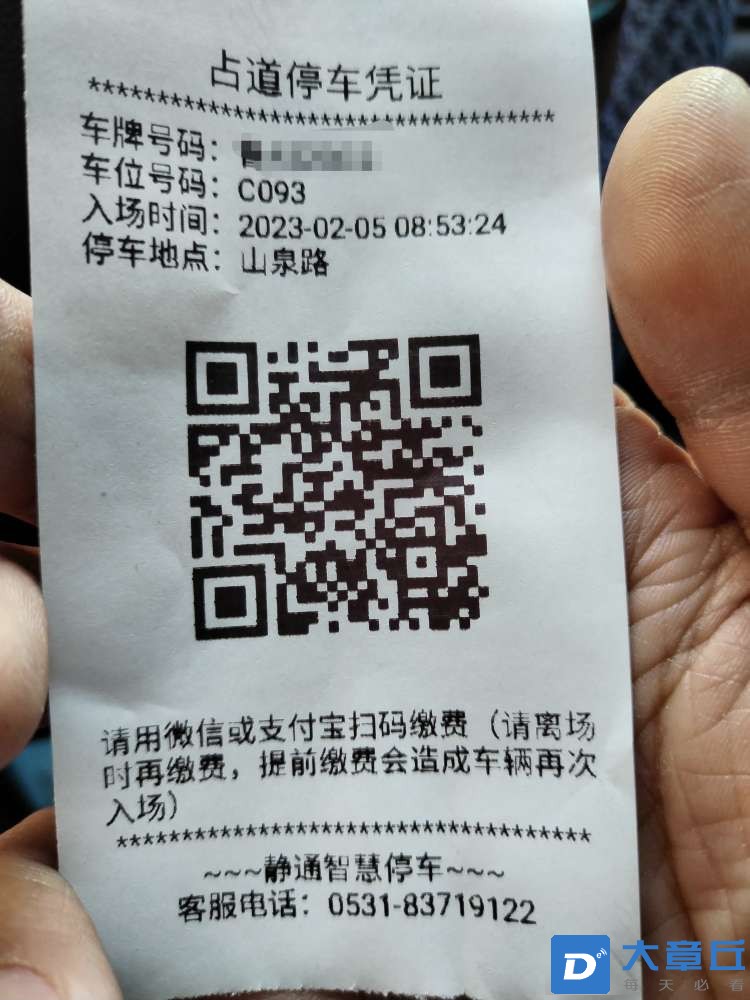 占道停车凭证
************************************
车牌号码：
车位号码：C093
入场时间：2023-02-05 08:53:24
停车地点：山泉路
请用微信或支付宝扫码缴费（请离场
时再缴费，提前缴费会造成车辆再次
入场）
************************************
~~~静通智慧停车~~~
客服电话：0531-83719122
大章丘
每天必看